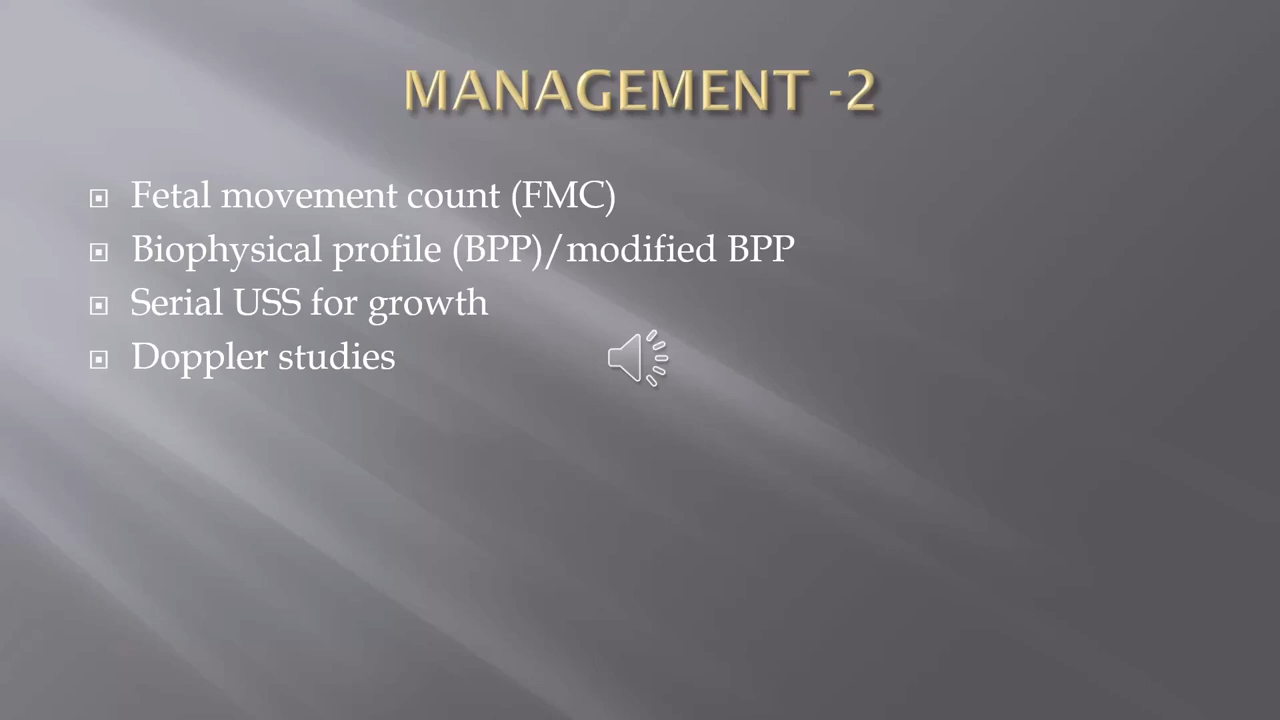 MANAGEMENT -2
Fetal movement count (FMC)
Biophysical profile (BPP)/modified BPP
Serial USS for growth
Doppler studies